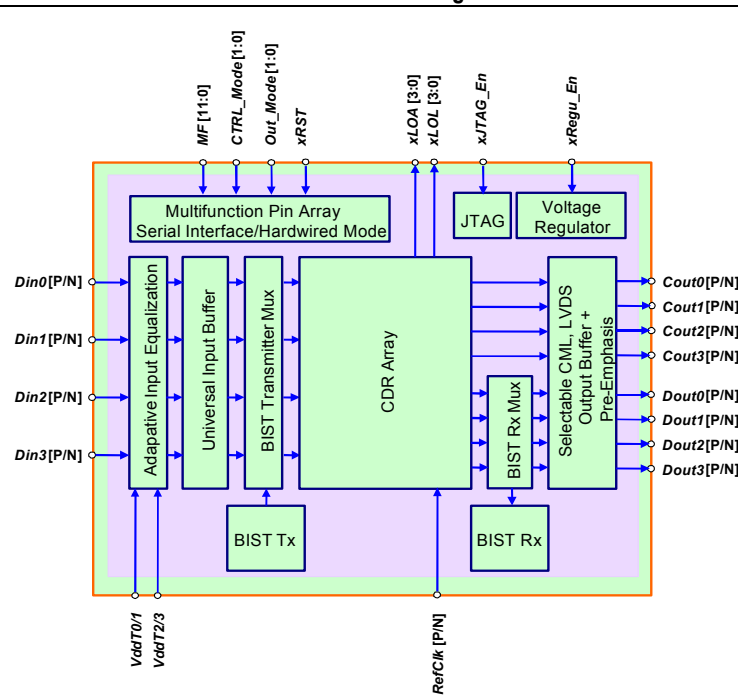 MF [11:0]
CTRL_Mode[1:0]
Out_Mode[1:0]
xRST
xLOA [3:0]
xLOL [3:0]
xJTAG_En
xRegu_En
Multifunction Pin Array
Serial Interface/Hardwired Mode
JTAG
Voltage
Regulator
Din0[P/N]
Din1[P/N]
Din2[P/N]
Din3[P/N]
Adapative Input Equalization
Universal Input Buffer
BIST Transmitter Mux
CDR Array
BIST Rx Mux
Selectable CML, LVDS
Output Buffer +
Pre-Emphasis
Cout0[P/N]
Cout1[P/N]
Cout2[P/N]
Cout3[P/N]
Dout0[P/N]
Dout1[P/N]
Dout2[P/N]
Dout3[P/N]
BIST Tx
BIST Rx
VddT0/1
VddT2/3
RefClk [P/N]